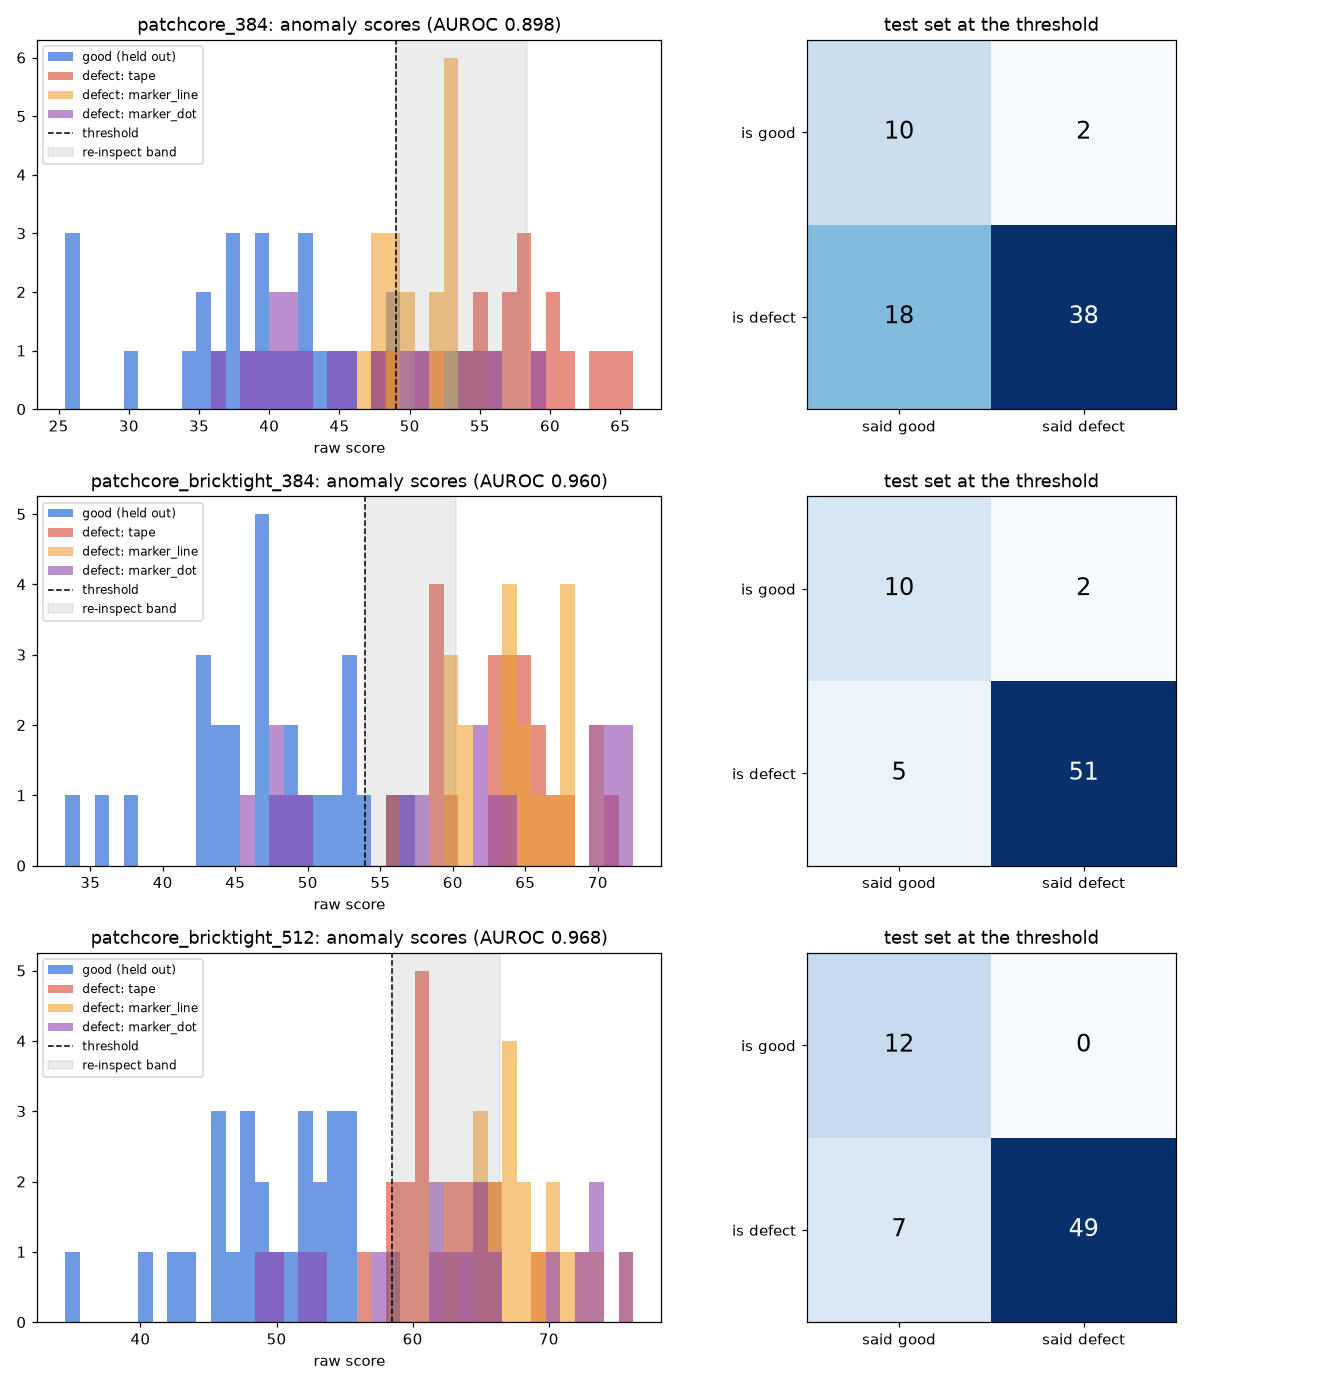 patchcore_384: anomaly scores (AUROC 0.898)
good (held out)
defect: tape
defect: marker_line
defect: marker_dot
threshold
re-inspect band
6
5
4
3
2
1
0
25 30 35 40 45 50 55 60 65
raw score
test set at the threshold
is good
10 2
is defect
18 38
said good said defect
patchcore_bricktight_384: anomaly scores (AUROC 0.960)
good (held out)
defect: tape
defect: marker_line
defect: marker_dot
threshold
re-inspect band
5
4
3
2
1
0
35 40 45 50 55 60 65 70
raw score
test set at the threshold
is good
10 2
is defect
5 51
said good said defect
patchcore_bricktight_512: anomaly scores (AUROC 0.968)
good (held out)
defect: tape
defect: marker_line
defect: marker_dot
threshold
re-inspect band
5
4
3
2
1
0
40 50 60 70
raw score
test set at the threshold
is good
12 0
is defect
7 49
said good said defect